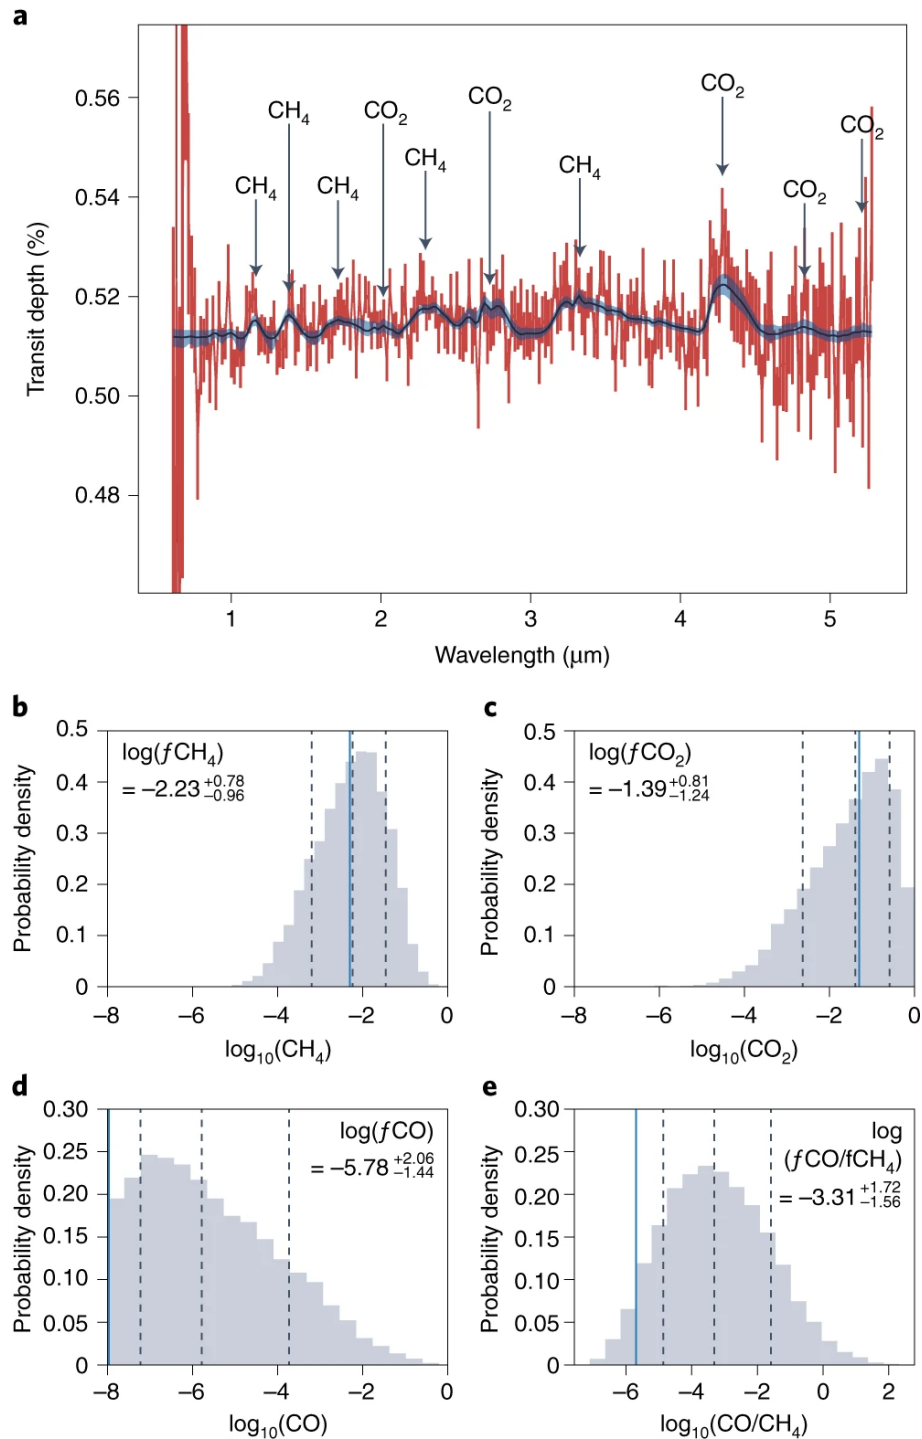 a
0.56
0.54
0.52
0.50
0.48
Transit depth (%)
CH4
CH4
CH4
CO2
CH4
CO2
CH4
CO2
CO2
CO2
1 2 3 4 5
Wavelength (μm)
b
0.5
0.4
0.3
0.2
0.1
0
Probability density
log(ƒCH4)
= −2.23 +0.78 −0.96
−8 −6 −4 −2 0
log10(CH4)
c
0.5
0.4
0.3
0.2
0.1
0
Probability density
log(ƒCO2)
= −1.39 +0.81 −1.24
−8 −6 −4 −2 0
log10(CO2)
d
0.30
0.25
0.20
0.15
0.10
0.05
0
Probability density
log(ƒCO)
= −5.78 +2.06 −1.44
−8 −6 −4 −2 0
log10(CO)
e
0.30
0.25
0.20
0.15
0.10
0.05
0
Probability density
log
(ƒCO/fCH4)
= −3.31 +1.72 −1.56
−6 −4 −2 0 2
log10(CO/CH4)